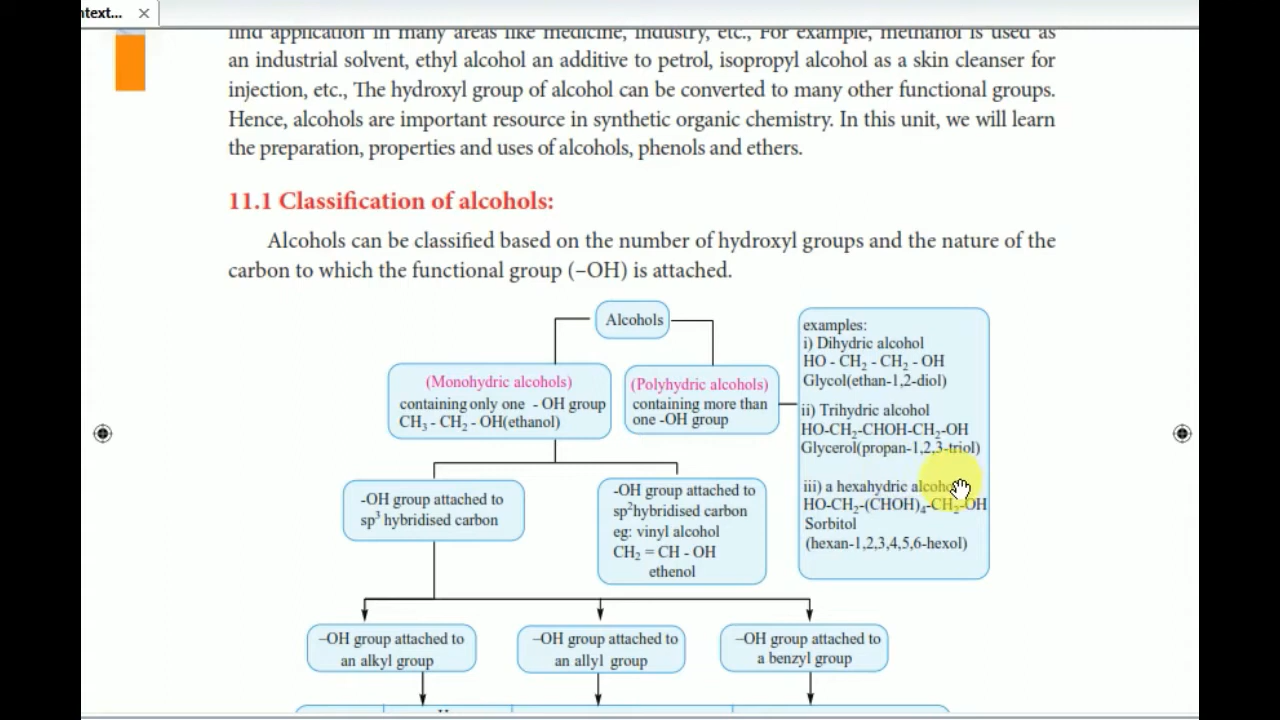 ntext...
find application in many areas like medicine, industry, etc., For example, methanol is used as
an industrial solvent, ethyl alcohol an additive to petrol, isopropyl alcohol as a skin cleanser for
injection, etc., The hydroxyl group of alcohol can be converted to many other functional groups.
Hence, alcohols are important resource in synthetic organic chemistry. In this unit, we will learn
the preparation, properties and uses of alcohols, phenols and ethers.
11.1 Classification of alcohols:
Alcohols can be classified based on the number of hydroxyl groups and the nature of the
carbon to which the functional group (–OH) is attached.
Alcohols
(Monohydric alcohols)
containing only one - OH group
CH₃ - CH₂ - OH(ethanol)
(Polyhydric alcohols)
containing more than
one -OH group
examples:
i) Dihydric alcohol
HO - CH₂ - CH₂ - OH
Glycol(ethan-1,2-diol)
ii) Trihydric alcohol
HO-CH₂-CHOH-CH₂-OH
Glycerol(propan-1,2,3-triol)
iii) a hexahydric alcohol
HO-CH₂-(CHOH)₄-CH₂-OH
Sorbitol
(hexan-1,2,3,4,5,6-hexol)
-OH group attached to
sp³ hybridised carbon
-OH group attached to
sp²hybridised carbon
eg: vinyl alcohol
CH₂ = CH - OH
ethenol
–OH group attached to
an alkyl group
–OH group attached to
an allyl group
–OH group attached to
a benzyl group